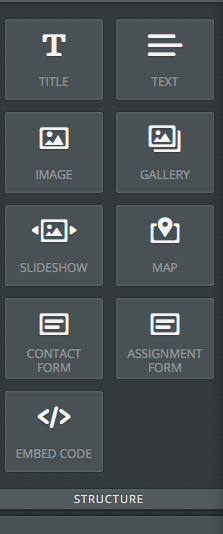 TITLE
TEXT
IMAGE
GALLERY
SLIDESHOW
MAP
CONTACT
FORM
ASSIGNMENT
FORM
EMBED CODE
STRUCTURE